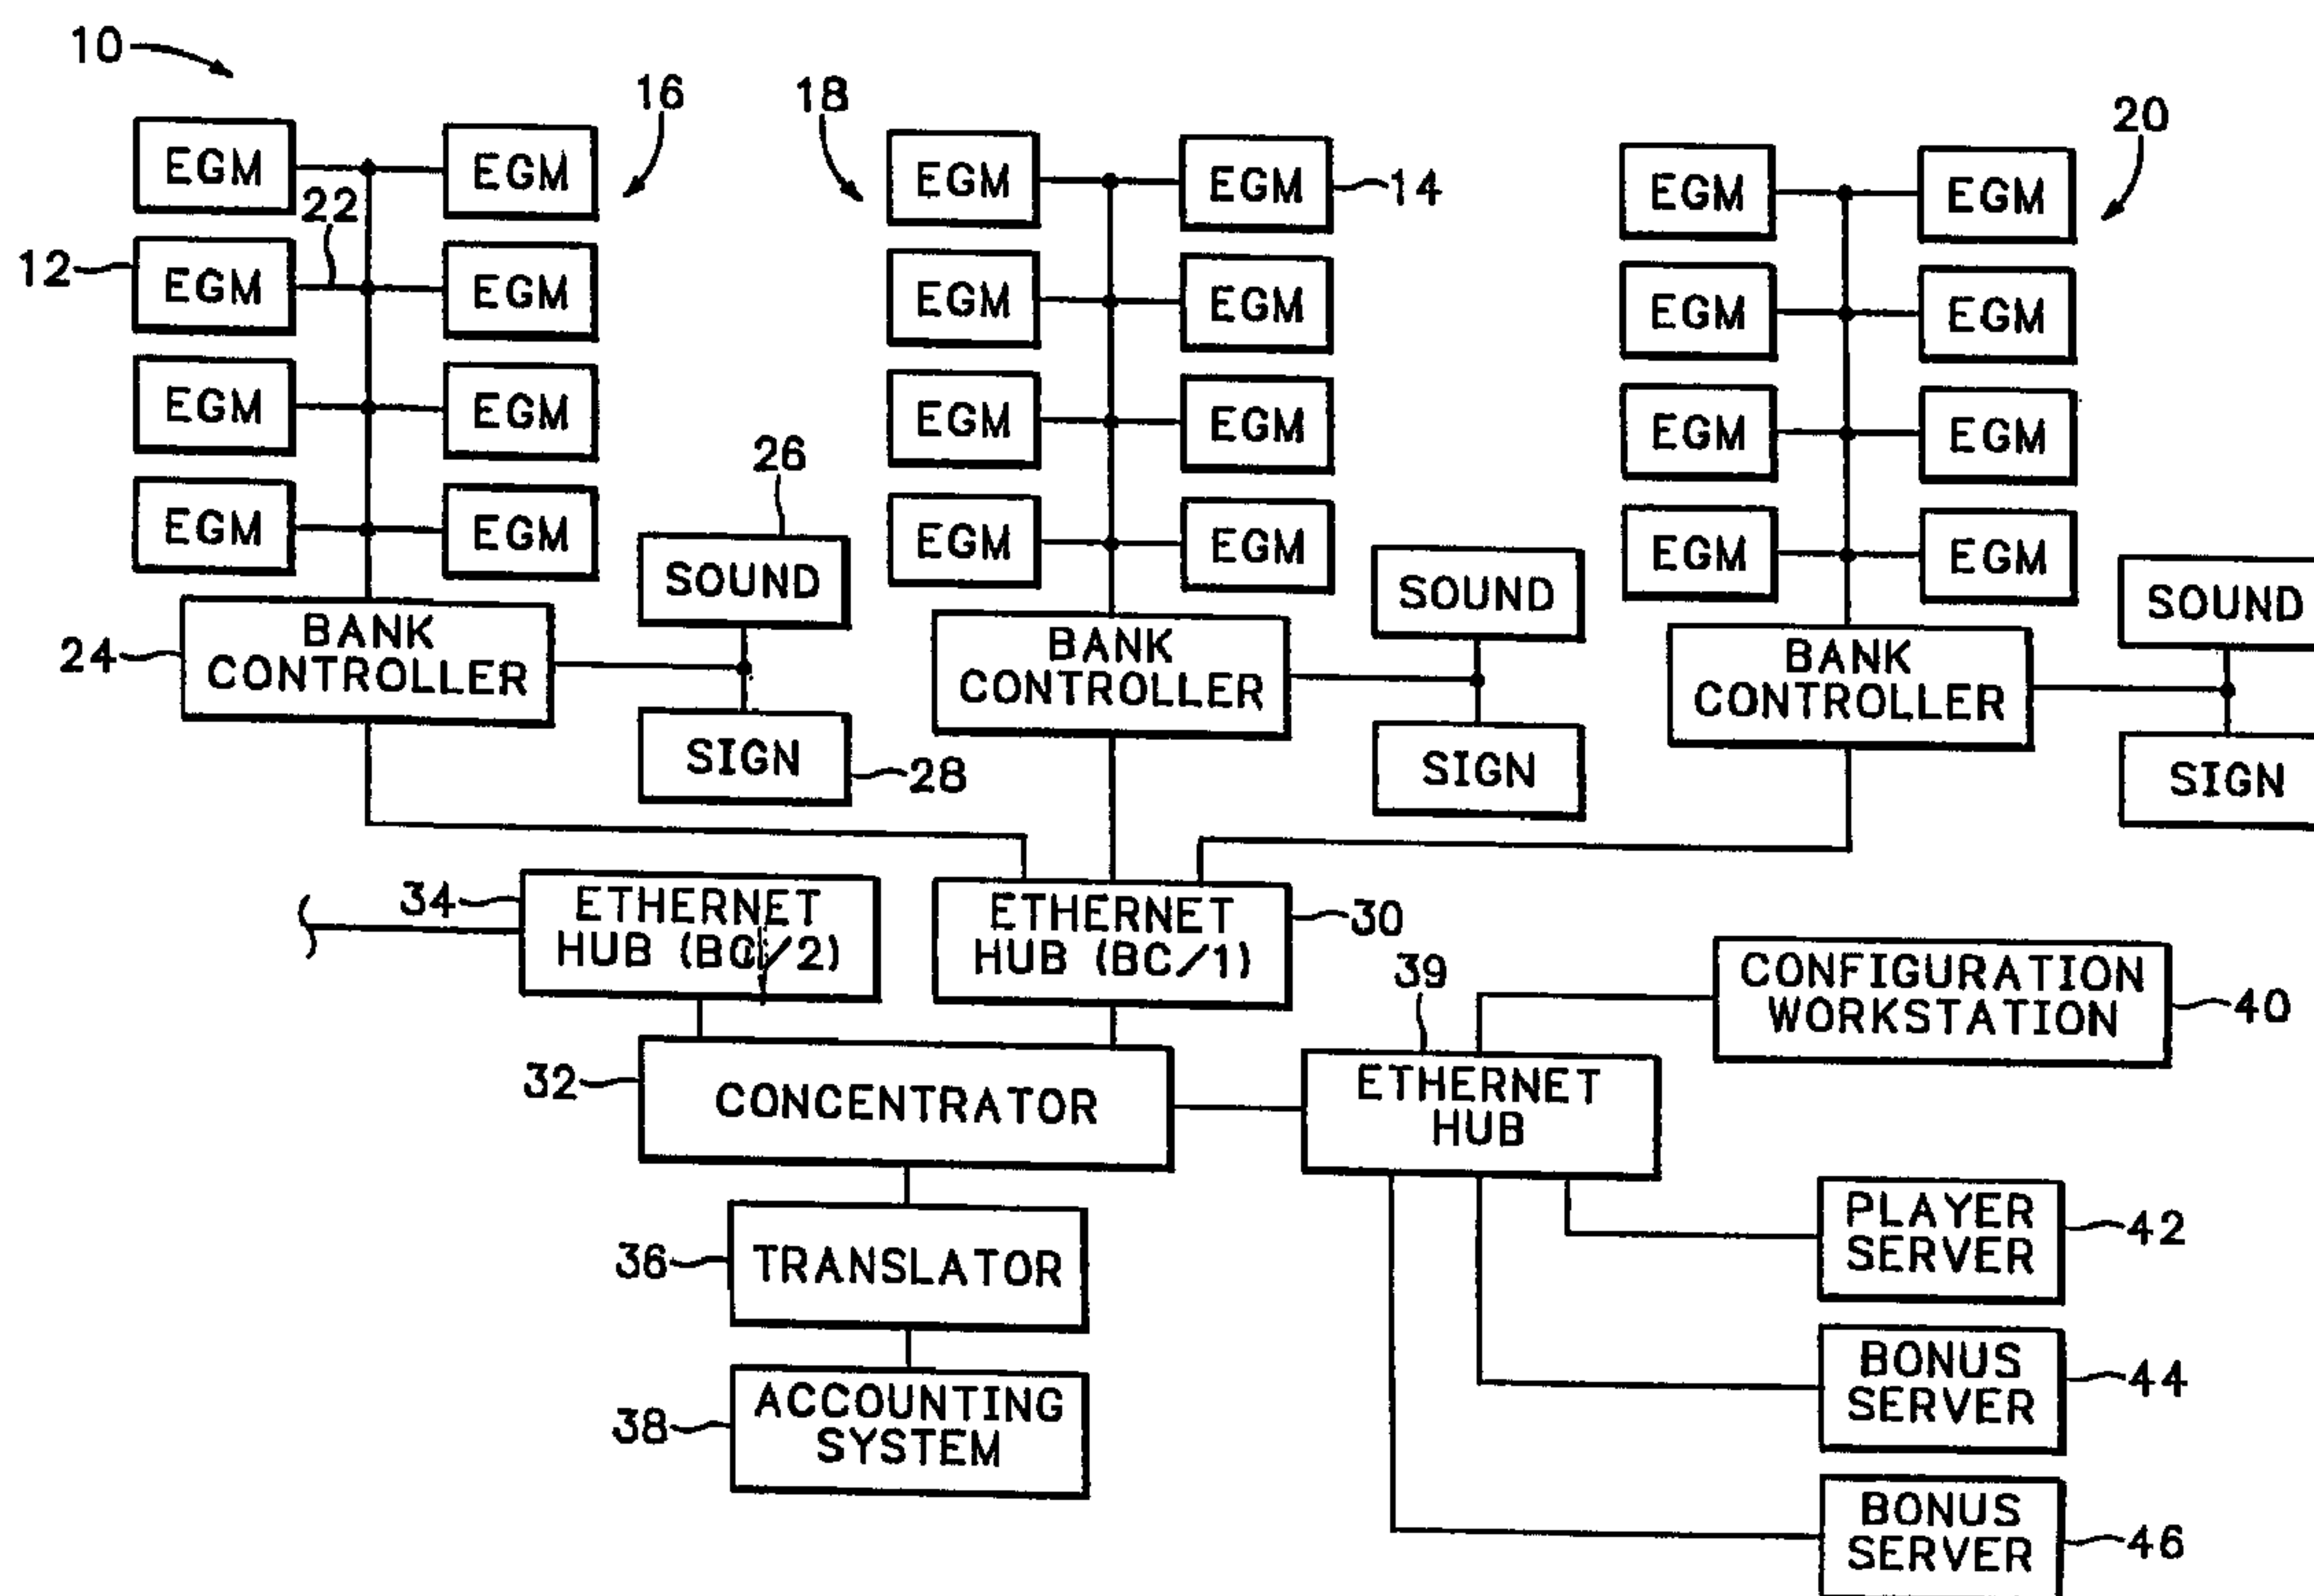 10
16
18
20
EGM
EGM
EGM
EGM
14
EGM
EGM
22
12
EGM
EGM
EGM
EGM
EGM
EGM
EGM
EGM
EGM
EGM
EGM
EGM
26
EGM
EGM
EGM
EGM
EGM
EGM
SOUND
SOUND
SOUND
24
BANK
CONTROLLER
BANK
CONTROLLER
BANK
CONTROLLER
SIGN
28
SIGN
SIGN
34
ETHERNET
HUB (BC/2)
ETHERNET
HUB (BC/1)
30
39
CONFIGURATION
WORKSTATION
40
32
CONCENTRATOR
ETHERNET
HUB
36
TRANSLATOR
PLAYER
SERVER
42
38
ACCOUNTING
SYSTEM
BONUS
SERVER
44
BONUS
SERVER
46